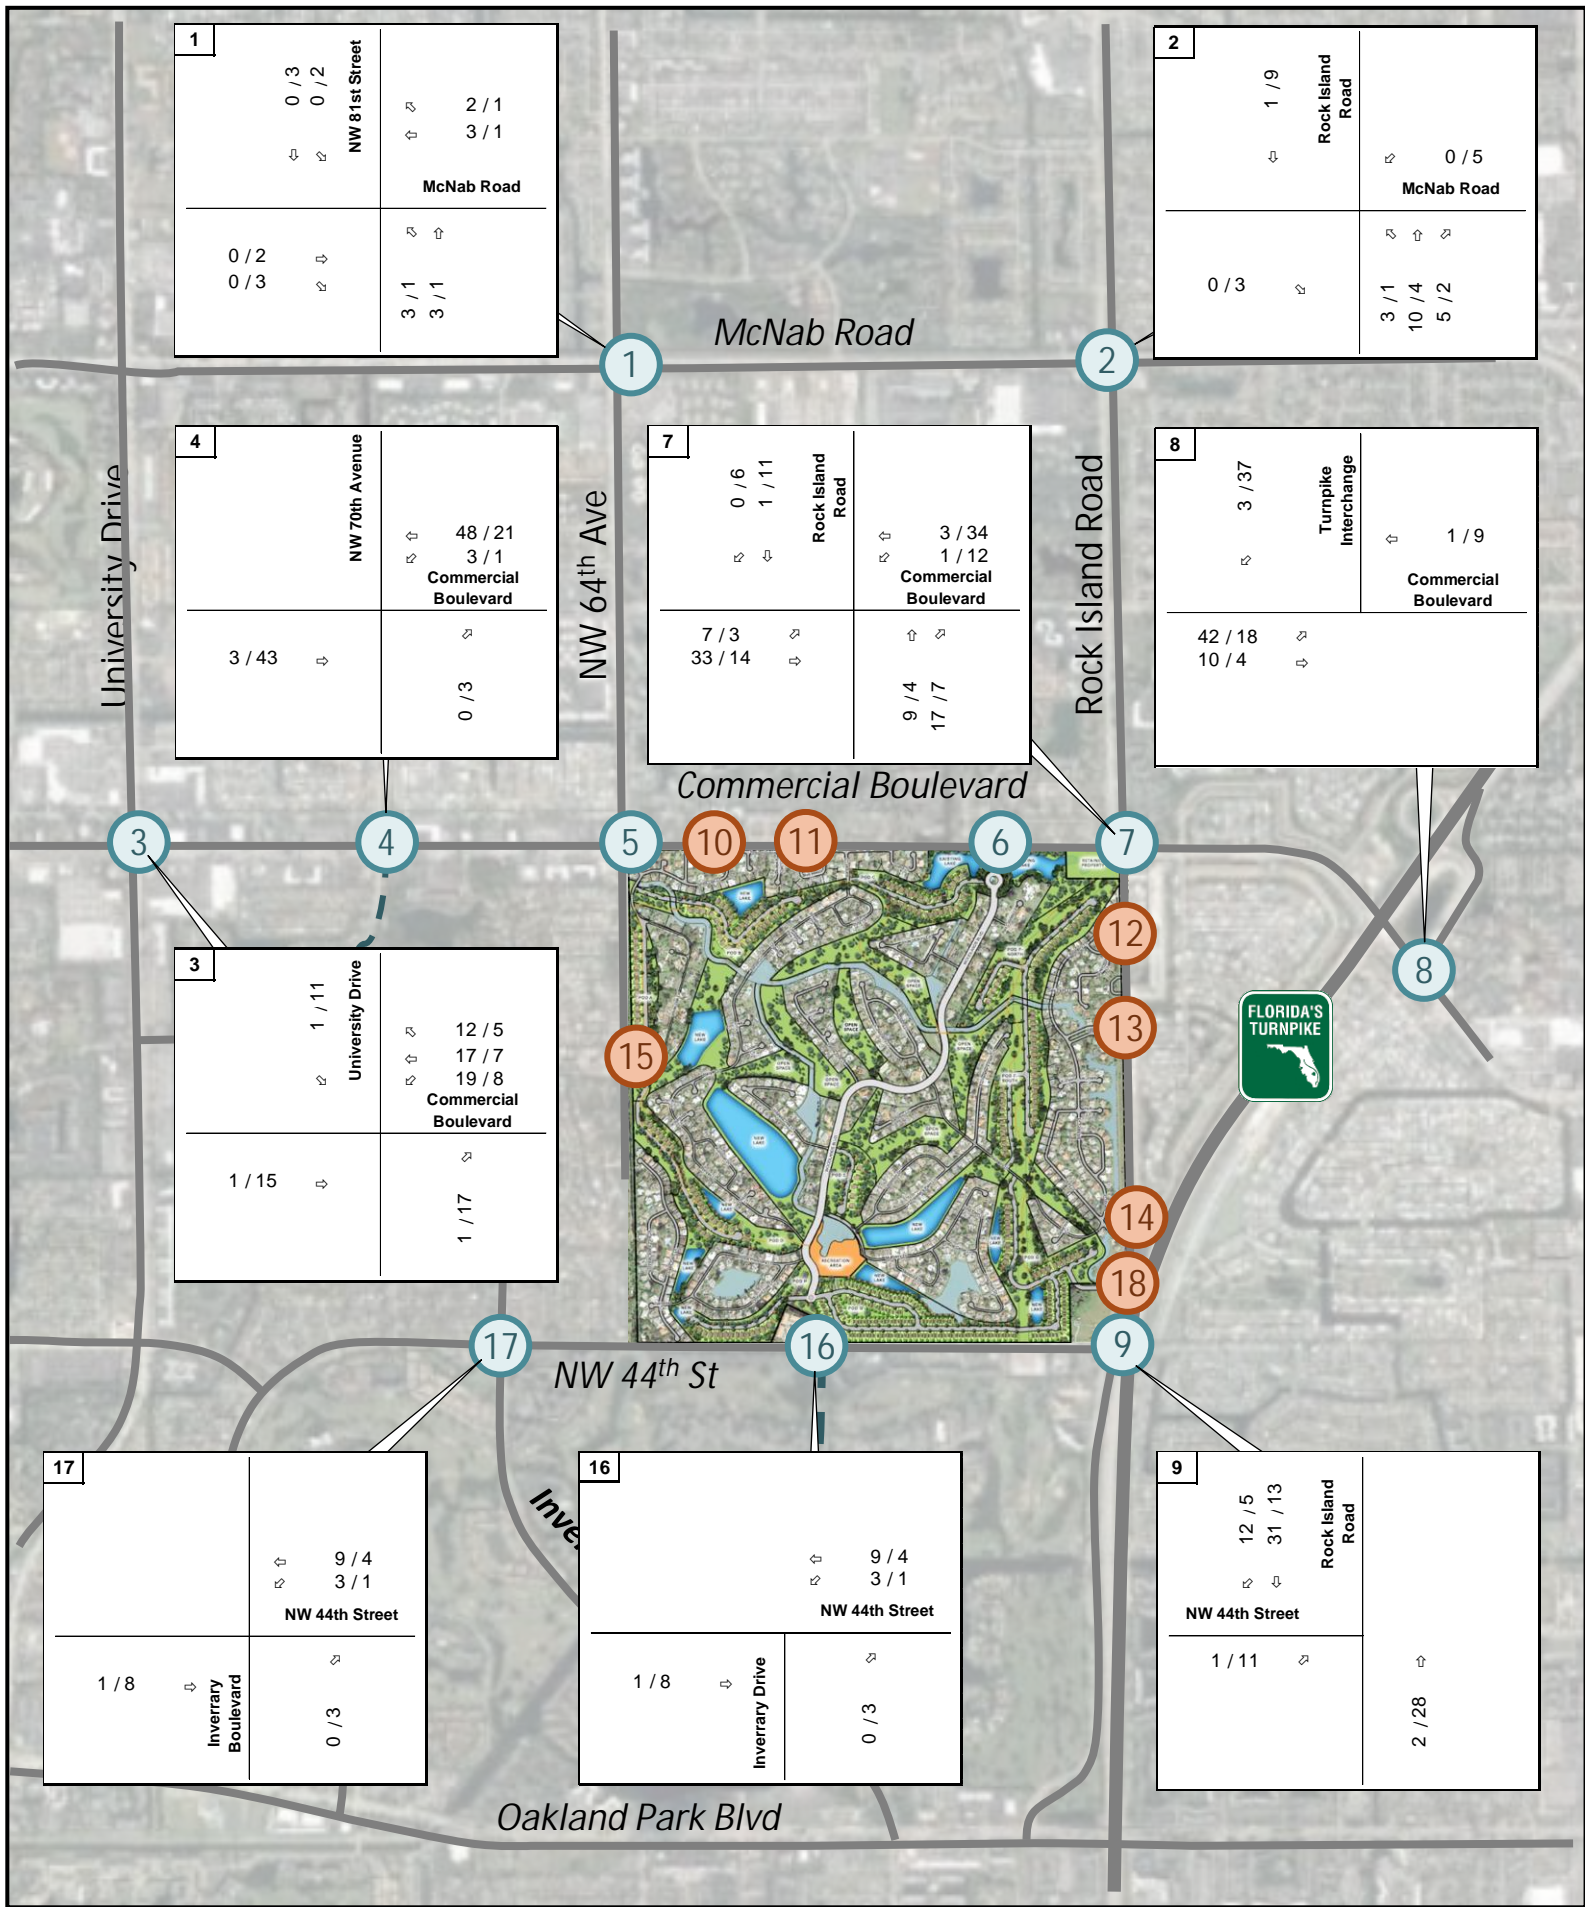 1
0 / 3
0 / 2
NW 81st Street
2 / 1
3 / 1
McNab Road
0 / 2
0 / 3
3 / 1
3 / 1
2
1 / 9
Rock Island
Road
0 / 5
McNab Road
0 / 3
3 / 1
10 / 4
5 / 2
McNab Road
1
2
University Drive
NW 64th Ave
Rock Island Road
4
NW 70th Avenue
48 / 21
3 / 1
Commercial
Boulevard
3 / 43
0 / 3
7
0 / 6
1 / 11
Rock Island
Road
3 / 34
1 / 12
Commercial
Boulevard
7 / 3
33 / 14
9 / 4
17 / 7
8
3 / 37
Turnpike
Interchange
1 / 9
Commercial
Boulevard
42 / 18
10 / 4
Commercial Boulevard
3
4
5
10
11
6
7
12
8
13
15
14
18
FLORIDA'S
TURNPIKE
NEW
LAKE
OPEN
SPACE
RECREATION
AREA
3
1 / 11
University Drive
12 / 5
17 / 7
19 / 8
Commercial
Boulevard
1 / 15
1 / 17
17
16
9
NW 44th St
Inver
17
9 / 4
3 / 1
NW 44th Street
1 / 8
Inverrary
Boulevard
0 / 3
16
9 / 4
3 / 1
NW 44th Street
1 / 8
Inverrary Drive
0 / 3
9
12 / 5
31 / 13
Rock Island
Road
NW 44th Street
1 / 11
2 / 28
Oakland Park Blvd